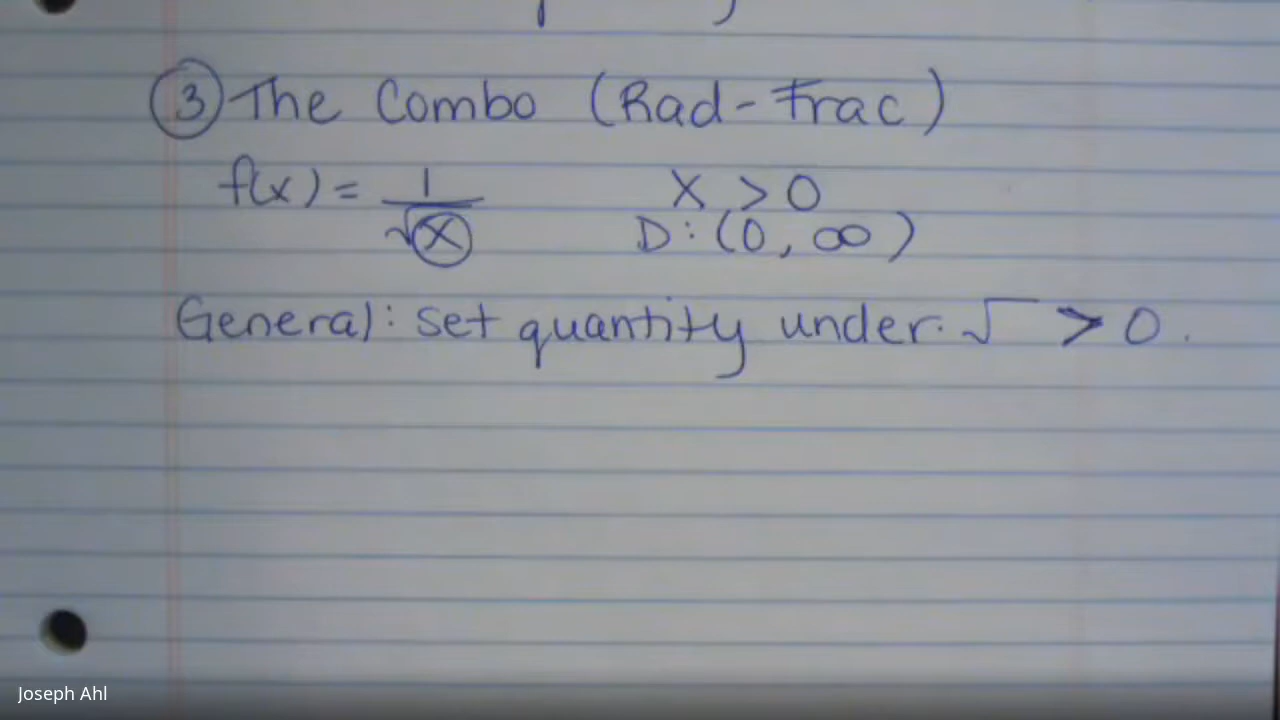 ③ The Combo (Rad-Frac)
f(x) = 1/√x   x > 0
D: (0, ∞)
General: set quantity under √ > 0.
Joseph Ahl